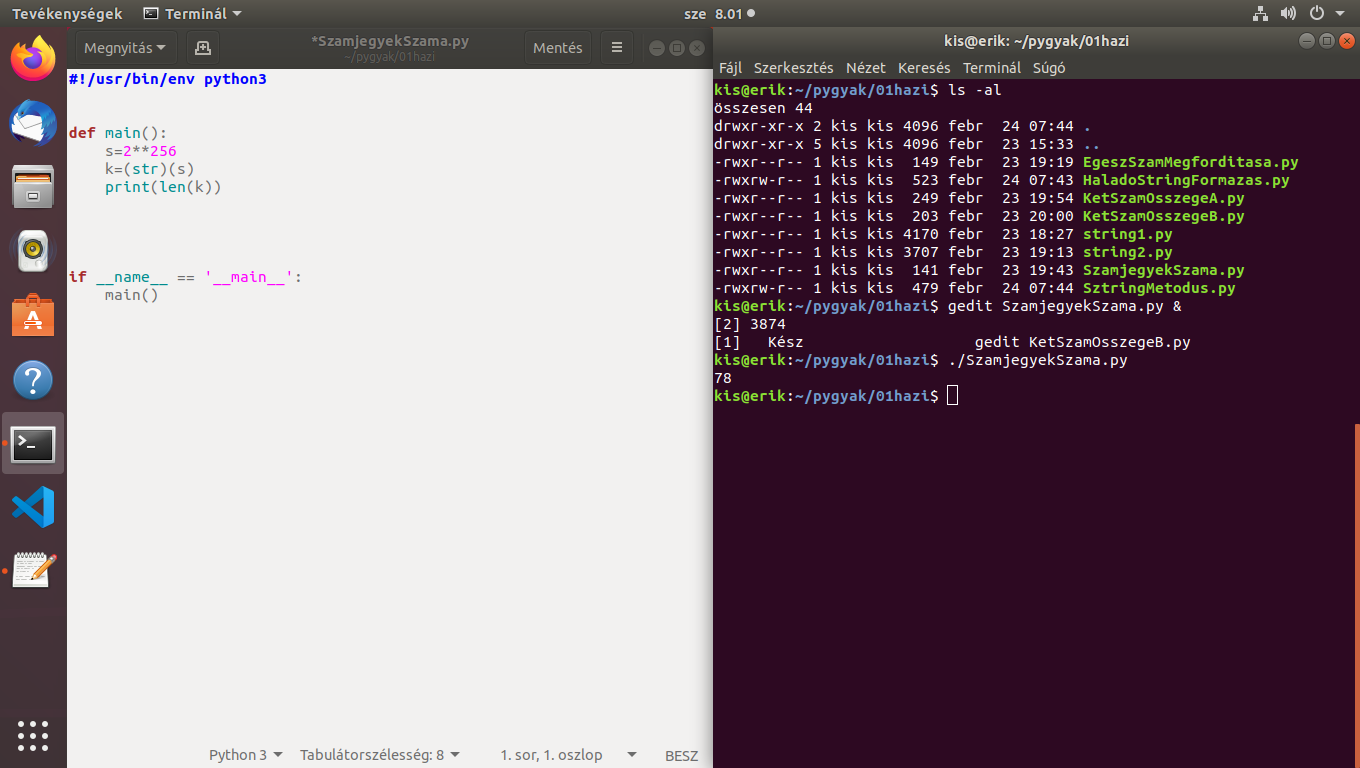 Tevékenységek Terminál sze 8.01
Megnyitás *SzamjegyekSzama.py Mentés
~/pygyak/01hazi
#!/usr/bin/env python3
def main():
    s=2**256
    k=(str)(s)
    print(len(k))
if __name__ == '__main__':
    main()
Python 3 Tabulátorszélesség: 8 1. sor, 1. oszlop BESZ
kis@erik: ~/pygyak/01hazi
Fájl Szerkesztés Nézet Keresés Terminál Súgó
kis@erik:~/pygyak/01hazi$ ls -al
összesen 44
drwxr-xr-x 2 kis kis 4096 febr  24 07:44 .
drwxr-xr-x 5 kis kis 4096 febr  23 15:33 ..
-rwxr--r-- 1 kis kis  149 febr  23 19:19 EgeszSzamMegforditasa.py
-rwxrw-r-- 1 kis kis  523 febr  24 07:43 HaladoStringFormazas.py
-rwxr--r-- 1 kis kis  249 febr  23 19:54 KetSzamOsszegeA.py
-rwxr--r-- 1 kis kis  203 febr  23 20:00 KetSzamOsszegeB.py
-rwxr--r-- 1 kis kis 4170 febr  23 18:27 string1.py
-rwxr--r-- 1 kis kis 3707 febr  23 19:13 string2.py
-rwxr--r-- 1 kis kis  141 febr  23 19:43 SzamjegyekSzama.py
-rwxrw-r-- 1 kis kis  479 febr  24 07:44 SztringMetodus.py
kis@erik:~/pygyak/01hazi$ gedit SzamjegyekSzama.py &
[2] 3874
[1]   Kész                   gedit KetSzamOsszegeB.py
kis@erik:~/pygyak/01hazi$ ./SzamjegyekSzama.py
78
kis@erik:~/pygyak/01hazi$